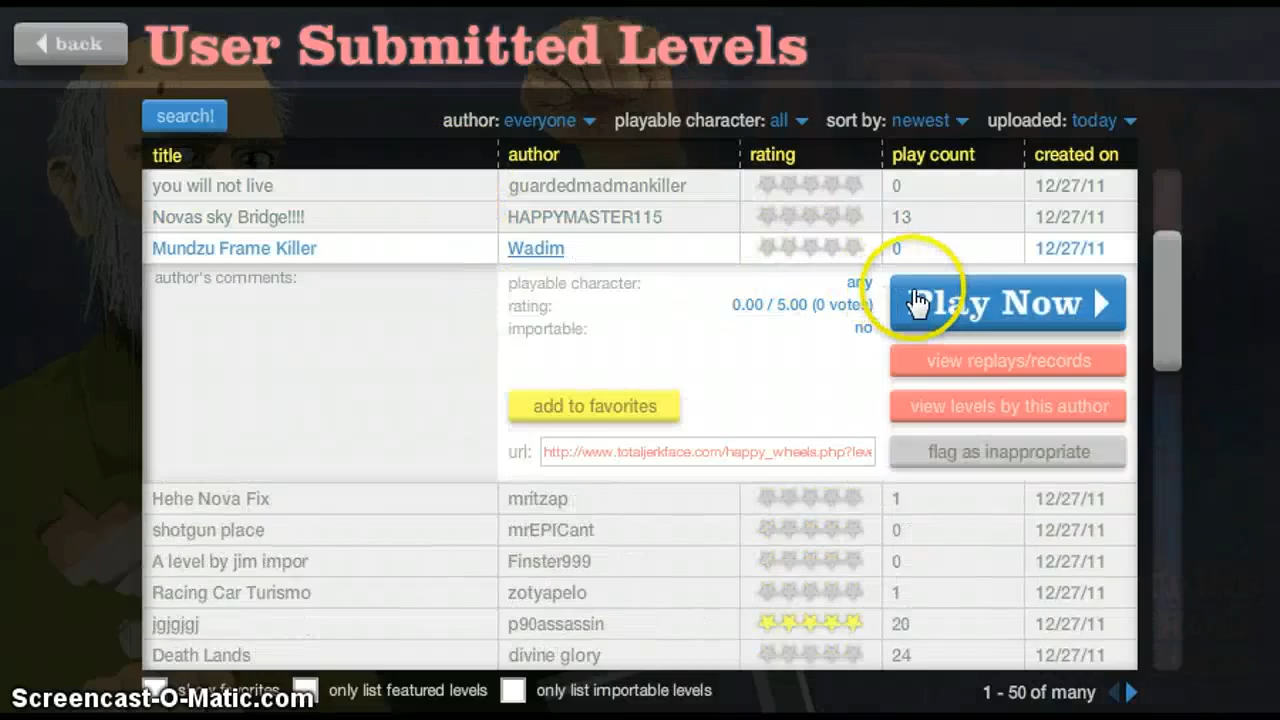 back User Submitted Levels
search! author: everyone playable character: all sort by: newest uploaded: today
title author rating play count created on
you will not live guardedmadmankiller 0 12/27/11
Novas sky Bridge!!!! HAPPYMASTER115 13 12/27/11
Mundzu Frame Killer Wadim 0 12/27/11
author's comments: playable character: any
rating: 0.00 / 5.00 (0 votes)
importable: no
Play Now
view replays/records
add to favorites view levels by this author
url: http://www.totaljerkface.com/happy_wheels.php?leve flag as inappropriate
Hehe Nova Fix mritzap 1 12/27/11
shotgun place mrEPICant 0 12/27/11
A level by jim impor Finster999 0 12/27/11
Racing Car Turismo zotyapelo 1 12/27/11
jgjgjgj p90assassin 20 12/27/11
Death Lands divine glory 24 12/27/11
favorites only list featured levels only list importable levels 1 - 50 of many
Screencast-O-Matic.com